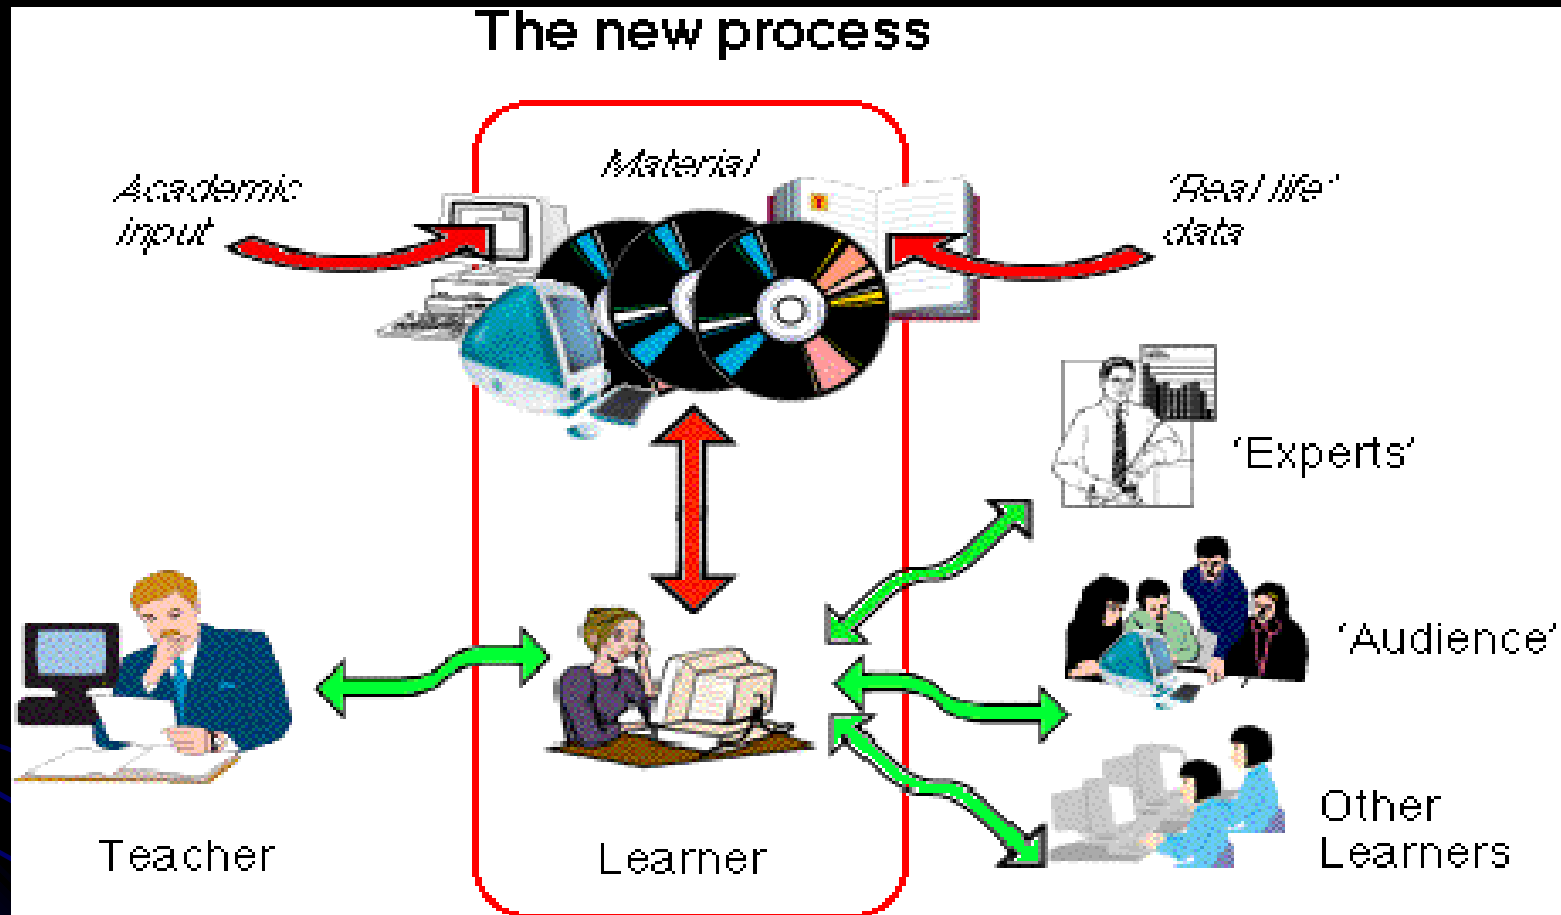 The new process
Material
Academic
input
'Real life'
data
'Experts'
'Audience'
Teacher
Learner
Other
Learners